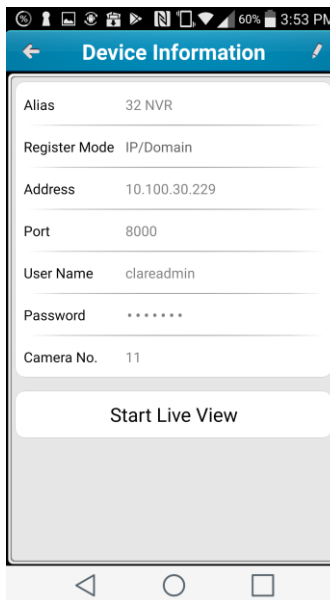 60% 3:53 PM
Device Information
Alias 32 NVR
Register Mode IP/Domain
Address 10.100.30.229
Port 8000
User Name clareadmin
Password •••••••
Camera No. 11
Start Live View